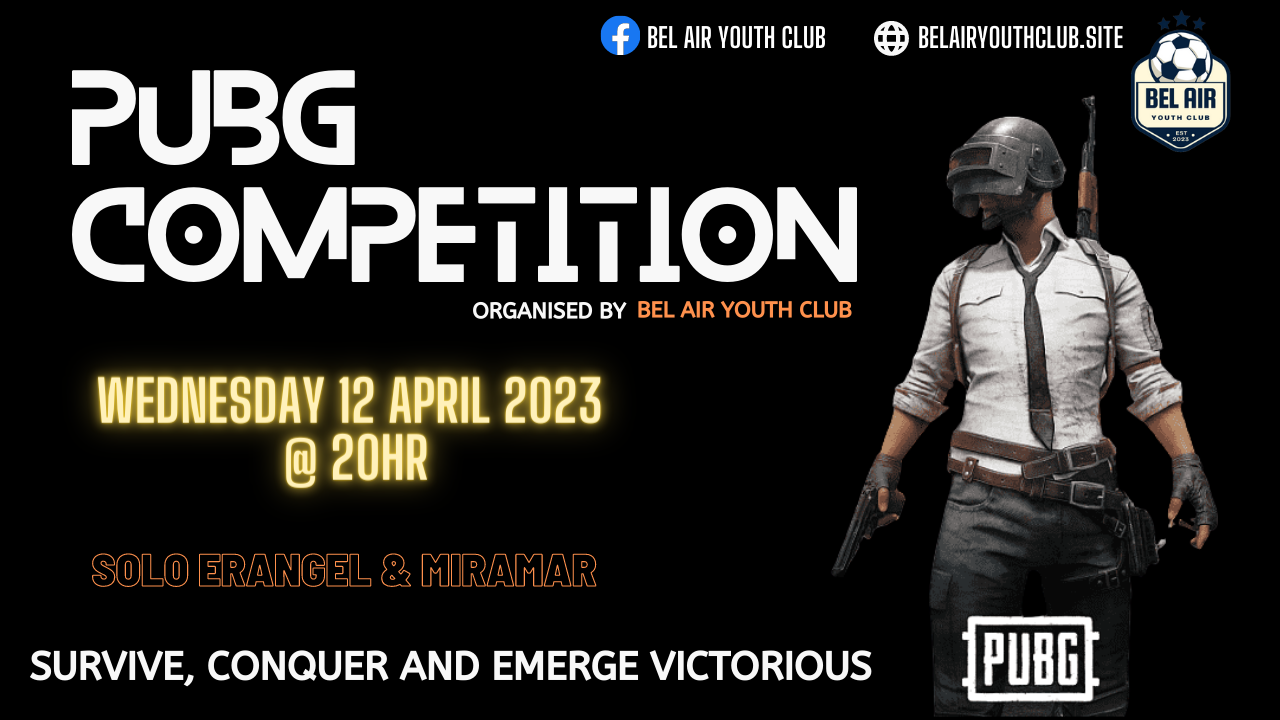 BEL AIR YOUTH CLUB
BELAIRYOUTHCLUB.SITE
BEL AIR
YOUTH CLUB
EST
2023
PUBG
COMPETITION
ORGANISED BY BEL AIR YOUTH CLUB
WEDNESDAY 12 APRIL 2023
@ 20HR
SOLO ERANGEL & MIRAMAR
SURVIVE, CONQUER AND EMERGE VICTORIOUS
PUBG